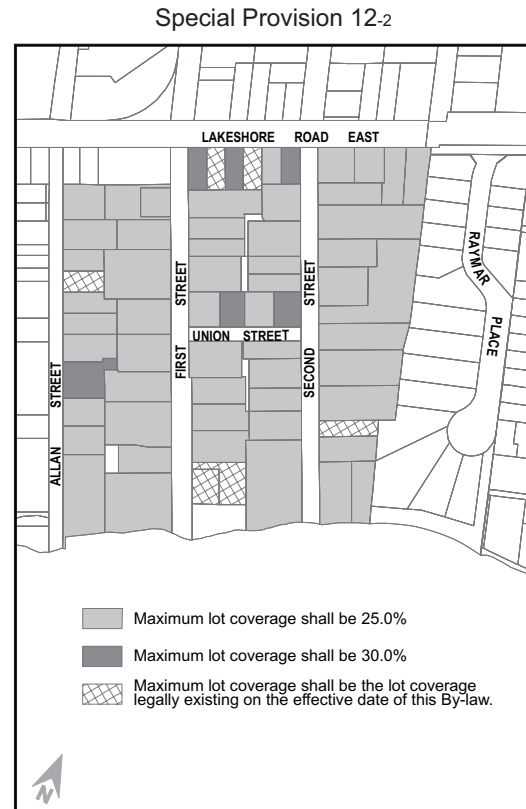 Special Provision 12-2
LAKESHORE ROAD EAST
ALLAN STREET
FIRST STREET
SECOND STREET
UNION STREET
RAYMAR PLACE
Maximum lot coverage shall be 25.0%
Maximum lot coverage shall be 30.0%
Maximum lot coverage shall be the lot coverage
legally existing on the effective date of this By-law.
N